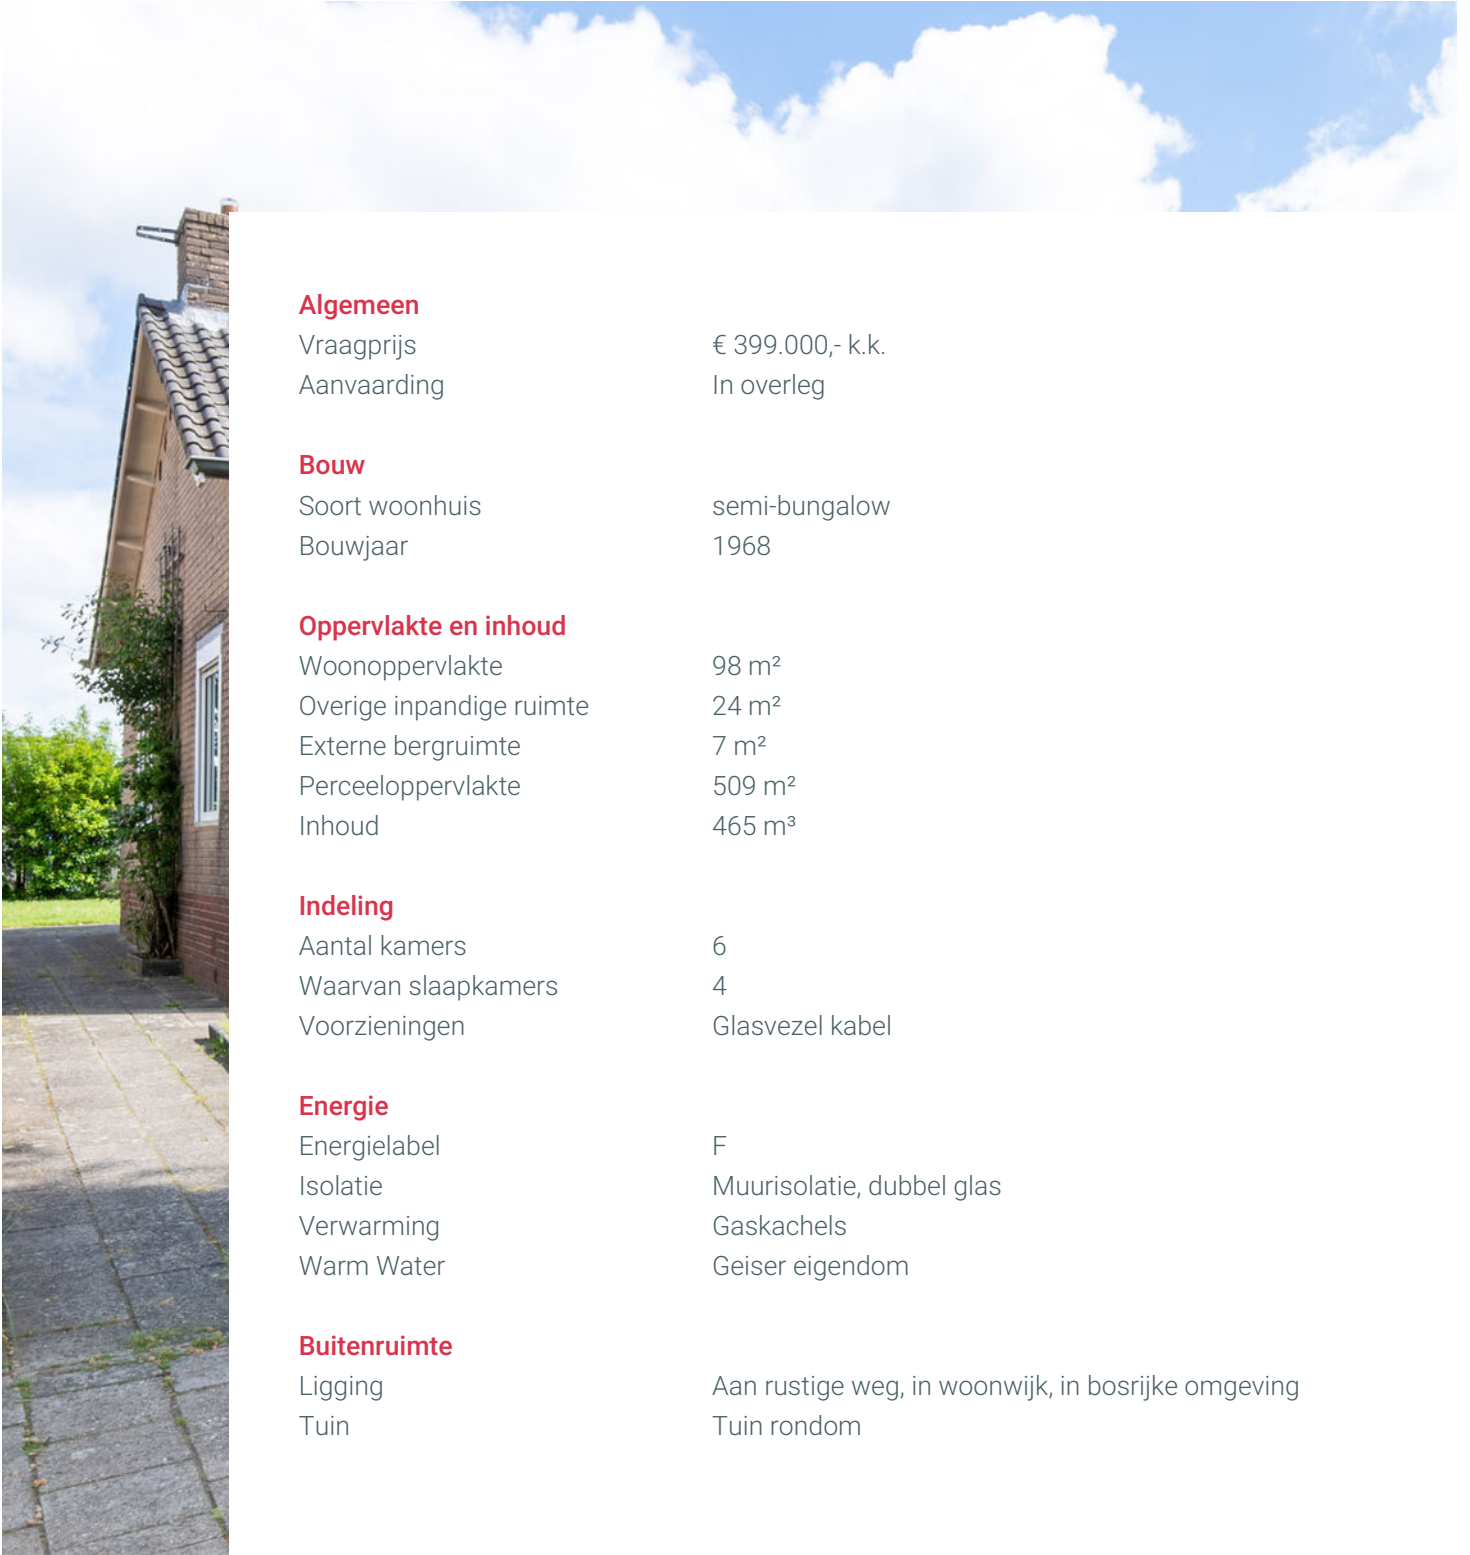 Algemeen
Vraagprijs € 399.000,- k.k.
Aanvaarding In overleg
Bouw
Soort woonhuis semi-bungalow
Bouwjaar 1968
Oppervlakte en inhoud
Woonoppervlakte 98 m²
Overige inpandige ruimte 24 m²
Externe bergruimte 7 m²
Perceeloppervlakte 509 m²
Inhoud 465 m³
Indeling
Aantal kamers 6
Waarvan slaapkamers 4
Voorzieningen Glasvezel kabel
Energie
Energielabel F
Isolatie Muurisolatie, dubbel glas
Verwarming Gaskachels
Warm Water Geiser eigendom
Buitenruimte
Ligging Aan rustige weg, in woonwijk, in bosrijke omgeving
Tuin Tuin rondom